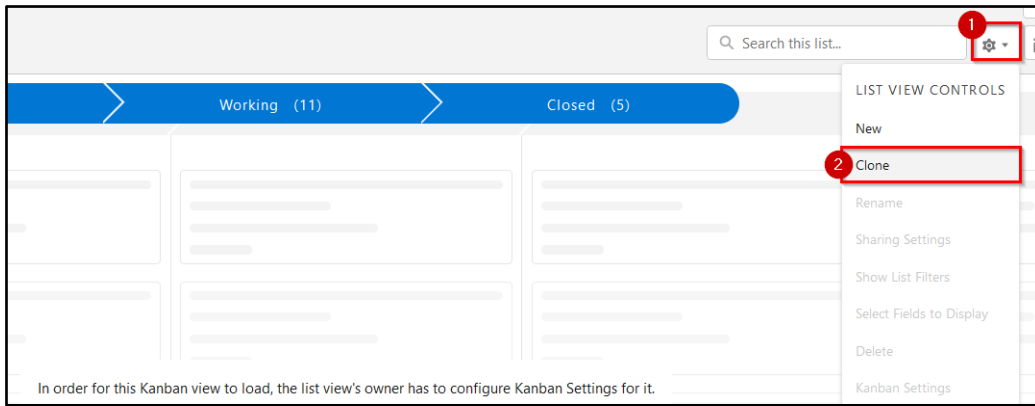 1
Search this list...
Working (11)
Closed (5)
LIST VIEW CONTROLS
New
2
Clone
Rename
Sharing Settings
Show List Filters
Select Fields to Display
Delete
Kanban Settings
In order for this Kanban view to load, the list view's owner has to configure Kanban Settings for it.